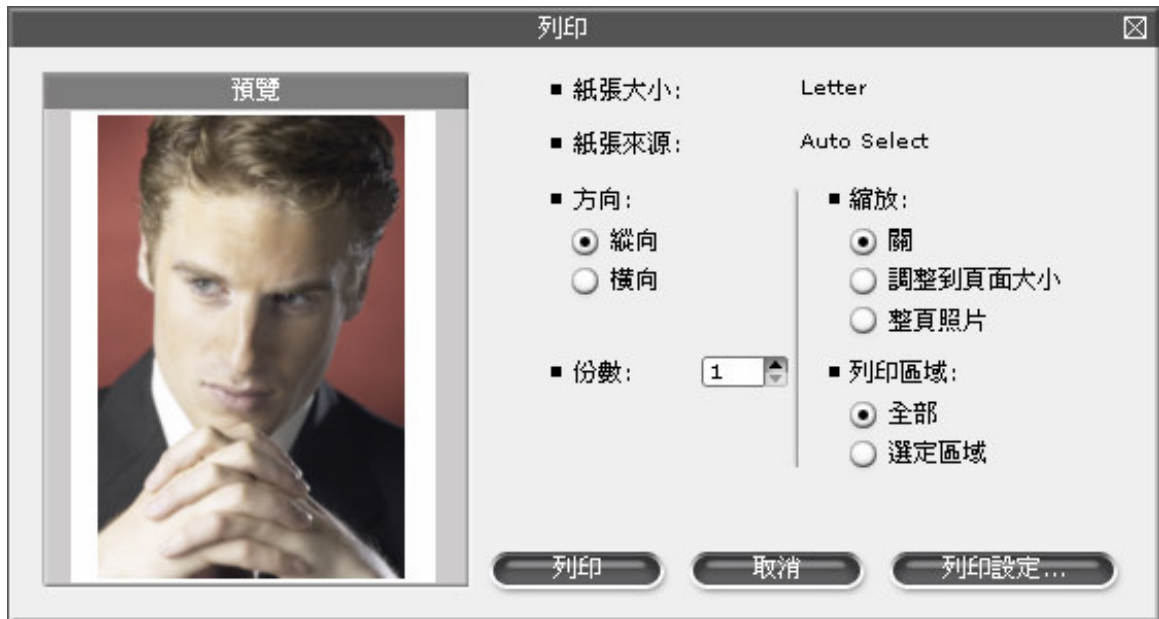 列印
預覽
■ 紙張大小: Letter
■ 紙張來源: Auto Select
■ 方向:
縱向
橫向
■ 份數: 1
■ 縮放:
關
調整到頁面大小
整頁照片
■ 列印區域:
全部
選定區域
列印 取消 列印設定...